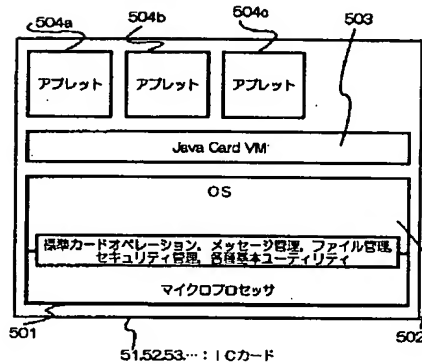 504a 504b 504c
503
アプレット アプレット アプレット
Java Card VM
OS
標準カードオペレーション, メッセージ管理, ファイル管理,
セキュリティ管理, 各種基本ユーティリティ
マイクロプロセッサ
501 502
51,52,53,…: ICカード